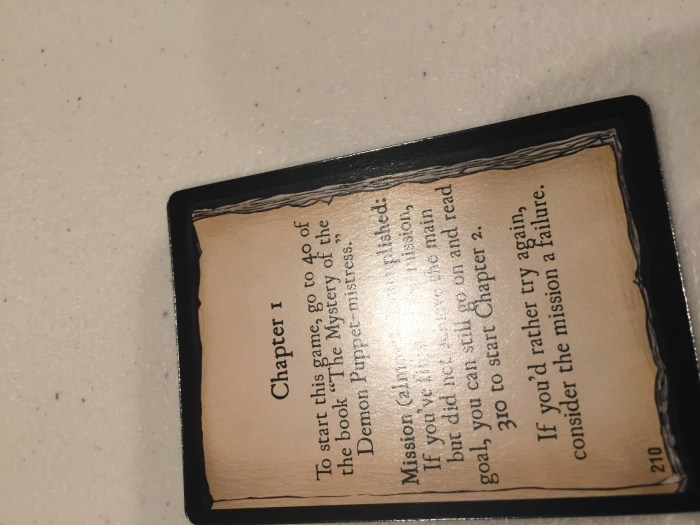 Chapter 1
To start this game, go to 40 of
the book "The Mystery of the
Demon Puppet-mistress."
Mission (almost accomplished:
If you've mission,
but did not the main
goal, you can still go on and read
310 to start Chapter 2.
If you'd rather try again,
consider the mission a failure.
210